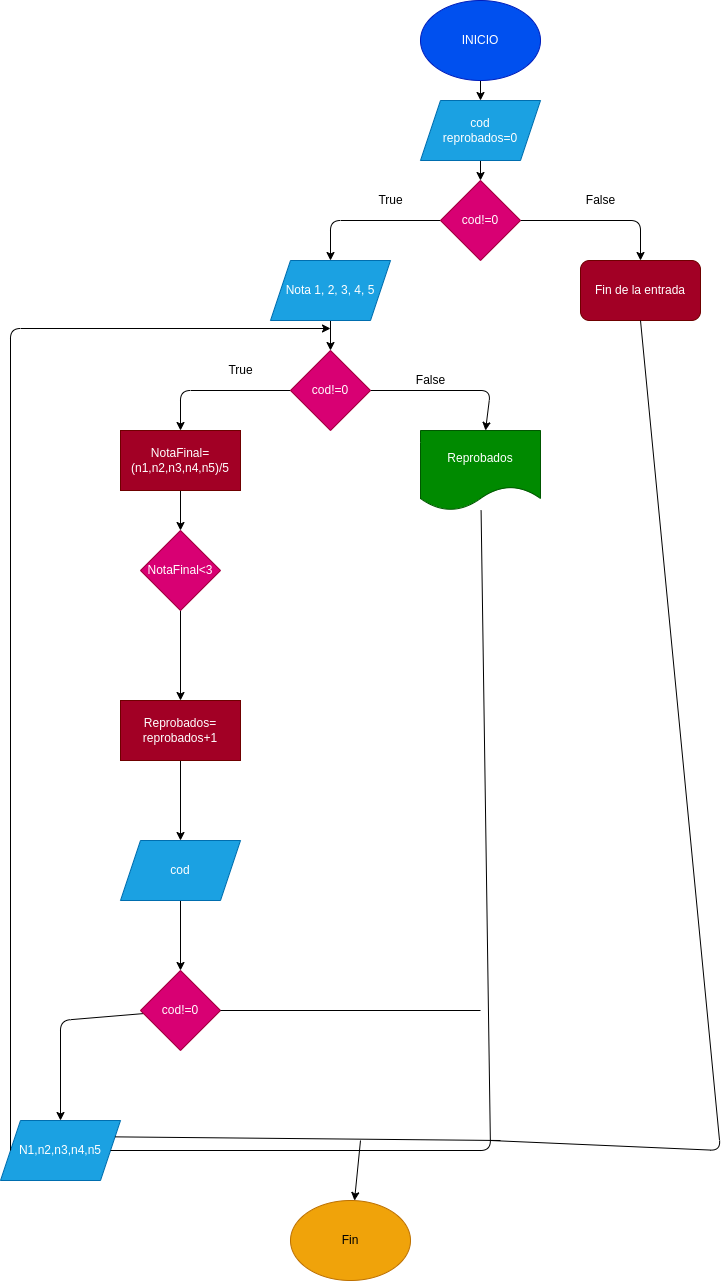 INICIO
cod
reprobados=0
cod!=0
True
False
Nota 1, 2, 3, 4, 5
Fin de la entrada
cod!=0
True
False
NotaFinal=
(n1,n2,n3,n4,n5)/5
Reprobados
NotaFinal<3
Reprobados=
reprobados+1
cod
cod!=0
N1,n2,n3,n4,n5
Fin